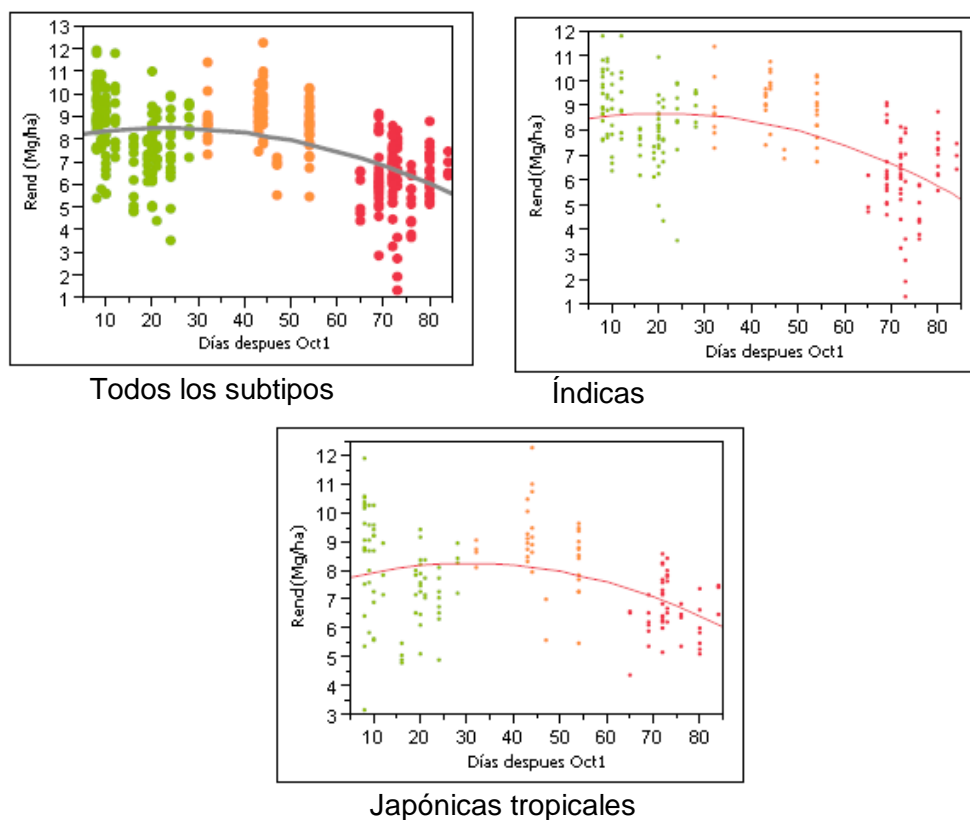 13
12
11
10
9
8
7
6
5
4
3
2
1
Rend (Mg/ha)
10 20 30 40 50 60 70 80
Días despues Oct1
Todos los subtipos
12
11
10
9
8
7
6
5
4
3
2
1
Rend (Mg/ha)
10 20 30 40 50 60 70 80
Días despues Oct1
Índicas
12
11
10
9
8
7
6
5
4
3
Rend(Mg/ha)
10 20 30 40 50 60 70 80
Días despues Oct1
Japónicas tropicales